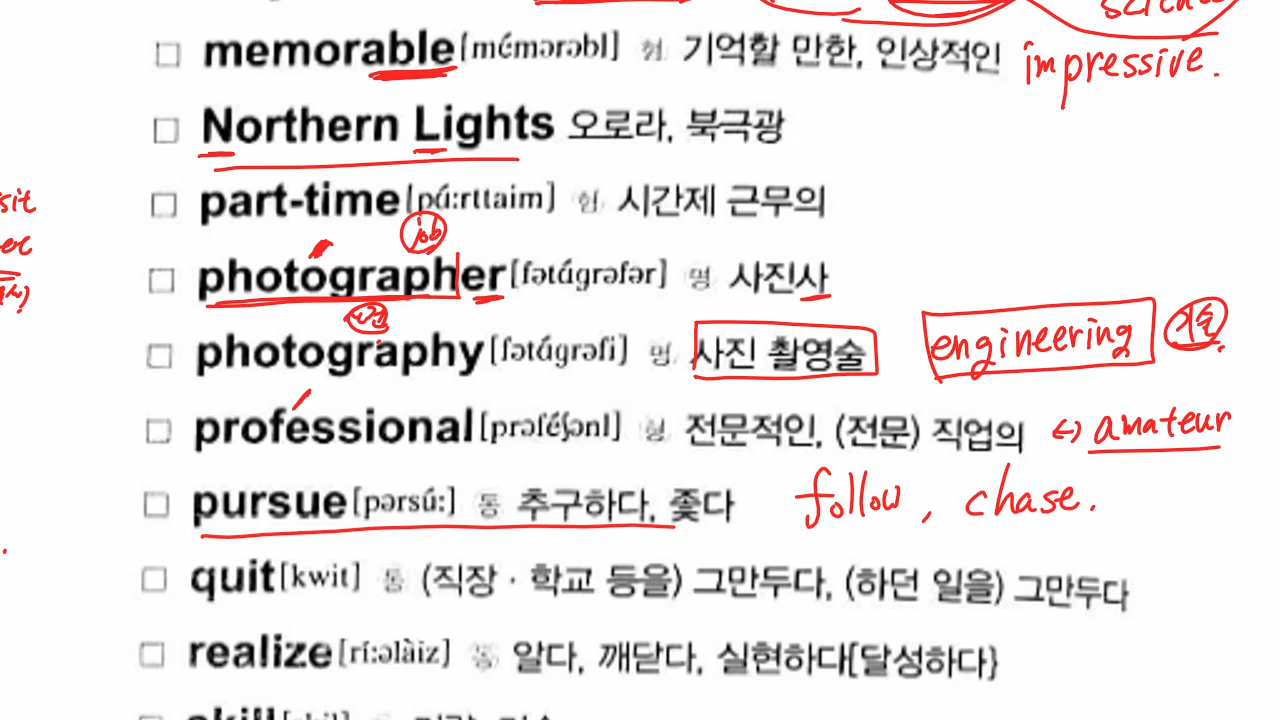 science
memorable [mémərəbl] 형 기억할 만한, 인상적인 impressive.
Northern Lights 오로라, 북극광
part-time [pá:rttaim] 형 시간제 근무의
job
photographer [fətágrəfər] 명 사진사
사진
photography [fətágrəfi] 명 사진 촬영술 engineering 기술
professional [prəféʃənl] 형 전문적인, (전문) 직업의 ↔ amateur
pursue [pərsú:] 동 추구하다, 좇다 follow, chase.
quit [kwit] 동 (직장 · 학교 등을) 그만두다, (하던 일을) 그만두다
realize [rí:əlàiz] 동 알다, 깨닫다, 실현하다{달성하다}
skill